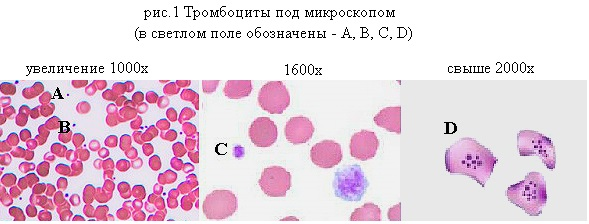 рис.1 Тромбоциты под микроскопом
(в светлом поле обозначены - A, B, C, D)
увеличение 1000x 1600x свыше 2000x
A
B
C
D